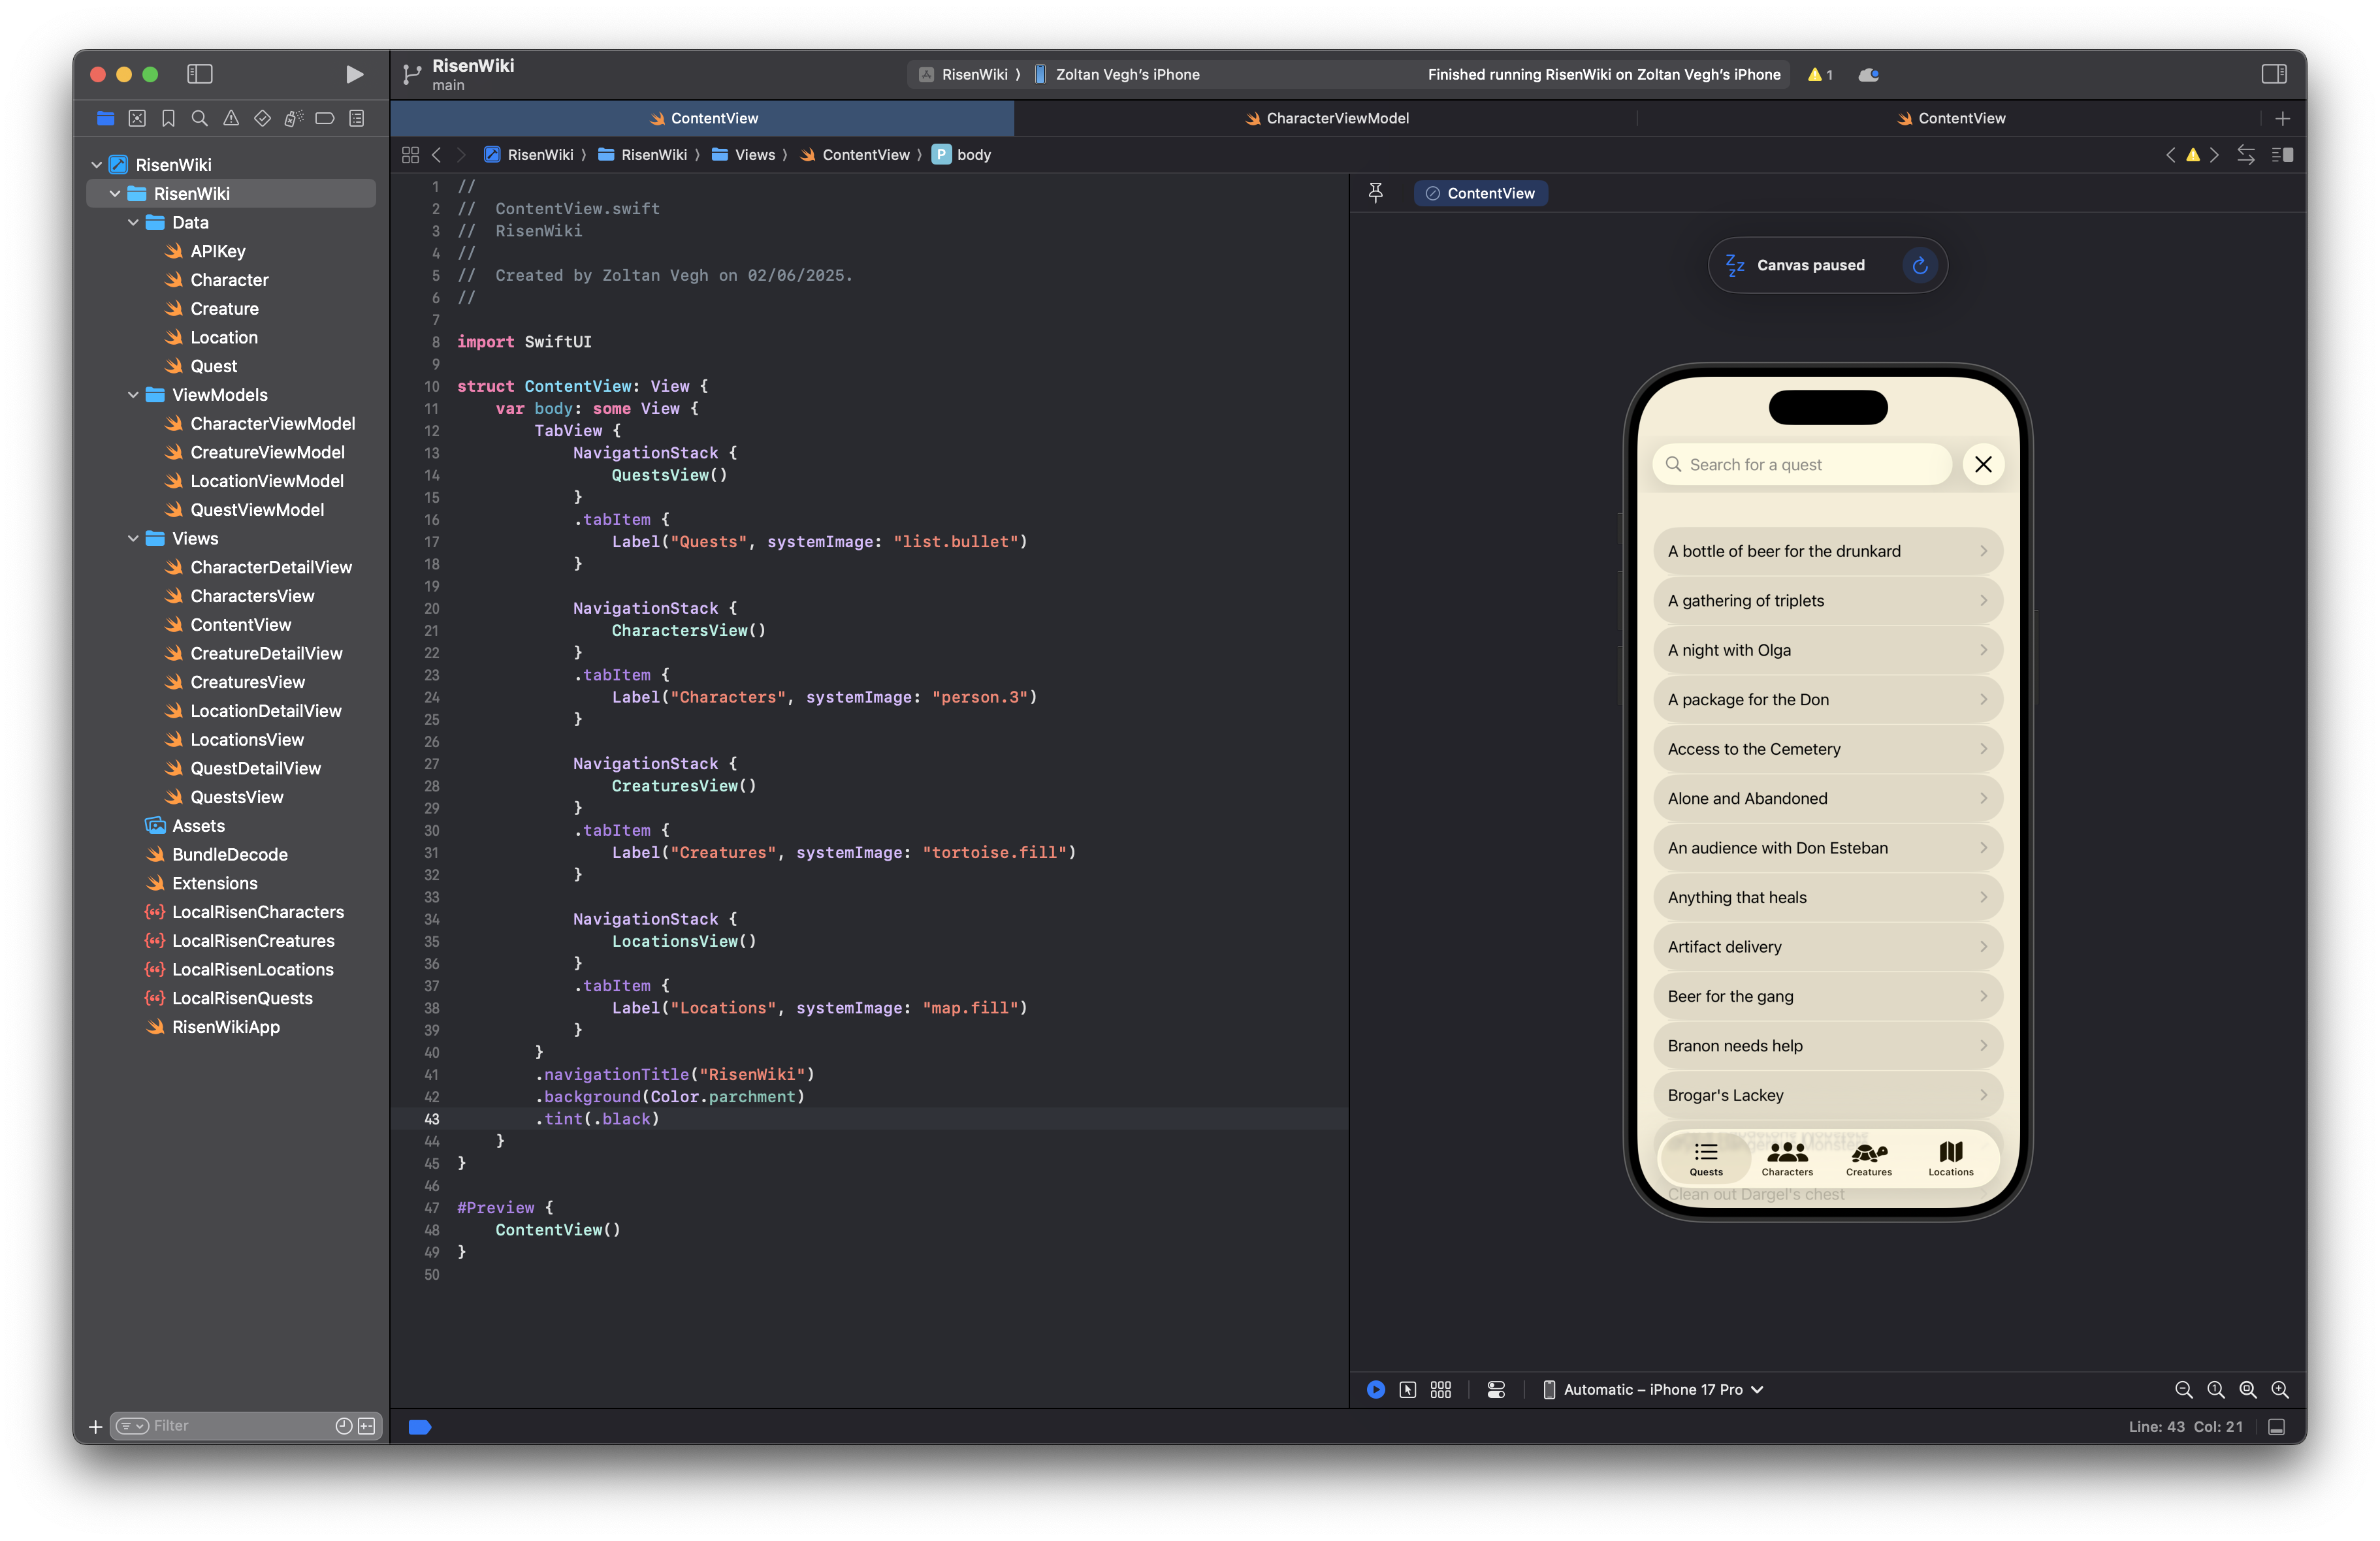 RisenWiki
main
RisenWiki 〉 Zoltan Vegh’s iPhone
Finished running RisenWiki on Zoltan Vegh’s iPhone
1
ContentView
CharacterViewModel
ContentView
RisenWiki 〉 RisenWiki 〉 Views 〉 ContentView 〉 P body
RisenWiki
RisenWiki
Data
APIKey
Character
Creature
Location
Quest
ViewModels
CharacterViewModel
CreatureViewModel
LocationViewModel
QuestViewModel
Views
CharacterDetailView
CharactersView
ContentView
CreatureDetailView
CreaturesView
LocationDetailView
LocationsView
QuestDetailView
QuestsView
Assets
BundleDecode
Extensions
LocalRisenCharacters
LocalRisenCreatures
LocalRisenLocations
LocalRisenQuests
RisenWikiApp
Filter
1 //
2 //  ContentView.swift
3 //  RisenWiki
4 //
5 //  Created by Zoltan Vegh on 02/06/2025.
6 //
7
8 import SwiftUI
9
10 struct ContentView: View {
11     var body: some View {
12         TabView {
13             NavigationStack {
14                 QuestsView()
15             }
16             .tabItem {
17                 Label("Quests", systemImage: "list.bullet")
18             }
19
20             NavigationStack {
21                 CharactersView()
22             }
23             .tabItem {
24                 Label("Characters", systemImage: "person.3")
25             }
26
27             NavigationStack {
28                 CreaturesView()
29             }
30             .tabItem {
31                 Label("Creatures", systemImage: "tortoise.fill")
32             }
33
34             NavigationStack {
35                 LocationsView()
36             }
37             .tabItem {
38                 Label("Locations", systemImage: "map.fill")
39             }
40         }
41         .navigationTitle("RisenWiki")
42         .background(Color.parchment)
43         .tint(.black)
44     }
45 }
46
47 #Preview {
48     ContentView()
49 }
50
ContentView
Canvas paused
Search for a quest
A bottle of beer for the drunkard
A gathering of triplets
A night with Olga
A package for the Don
Access to the Cemetery
Alone and Abandoned
An audience with Don Esteban
Anything that heals
Artifact delivery
Beer for the gang
Branon needs help
Brogar's Lackey
Quests
Characters
Creatures
Locations
Clean out Dargel's chest
Automatic – iPhone 17 Pro
Line: 43 Col: 21